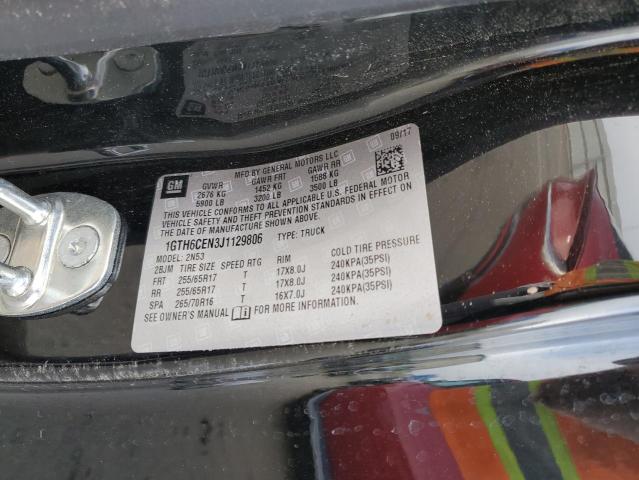 MFD BY GENERAL MOTORS LLC 09/17
GM GVWR GAWR FRT GAWR RR
2676 KG 1452 KG 1588 KG
5900 LB 3200 LB 3500 LB
THIS VEHICLE CONFORMS TO ALL APPLICABLE U.S. FEDERAL MOTOR
VEHICLE SAFETY AND THEFT PREVENTION STANDARDS IN EFFECT ON THE
DATE OF MANUFACTURE SHOWN ABOVE.
1GTH6CEN3J1129806 TYPE: TRUCK
MODEL: 2N53
2BJM TIRE SIZE SPEED RTG RIM COLD TIRE PRESSURE
FRT 255/65R17 T 17X8.0J 240KPA(35PSI)
RR 255/65R17 T 17X8.0J 240KPA(35PSI)
SPA 265/70R16 T 16X7.0J 240KPA(35PSI)
SEE OWNER'S MANUAL FOR MORE INFORMATION